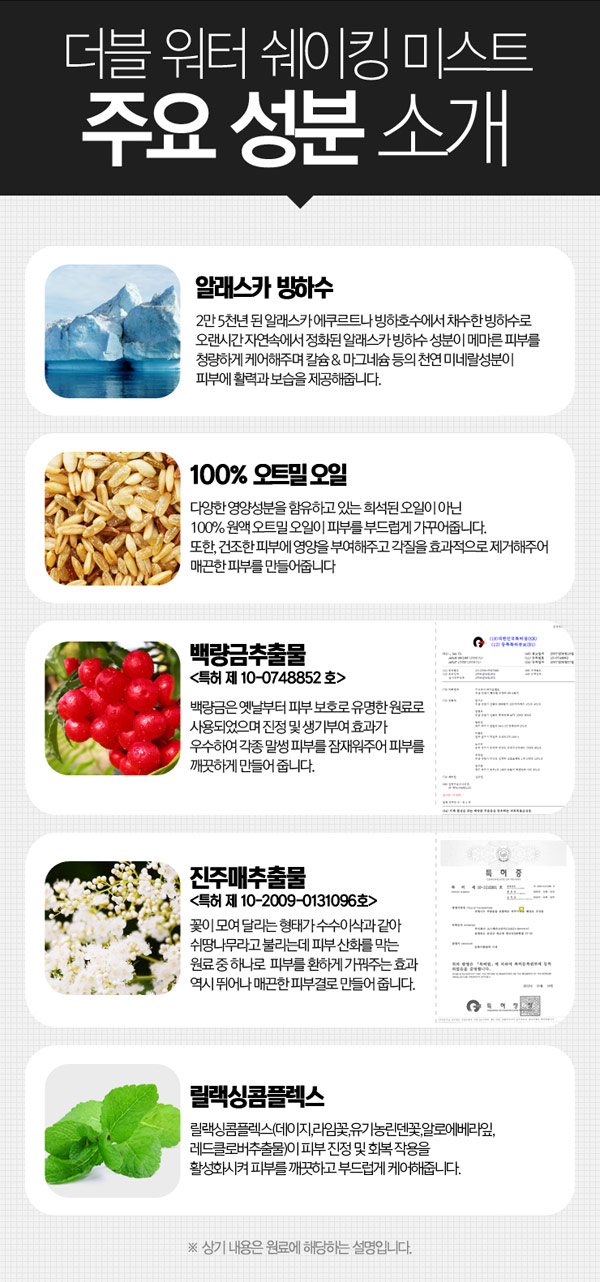 더블 워터 쉐이킹 미스트
주요 성분 소개
알래스카 빙하수
2만 5천년 된 알래스카 에쿠르트나 빙하호수에서 채수한 빙하수로
오랜시간 자연속에서 정화된 알래스카 빙하수 성분이 메마른 피부를
청량하게 케어해주며 칼슘 & 마그네슘 등의 천연 미네랄성분이
피부에 활력과 보습을 제공해줍니다.
100% 오트밀 오일
다양한 영양성분을 함유하고 있는 희석된 오일이 아닌
100% 원액 오트밀 오일이 피부를 부드럽게 가꾸어줍니다.
또한, 건조한 피부에 영양을 부여해주고 각질을 효과적으로 제거해주어
매끈한 피부를 만들어줍니다
백량금추출물
<특허 제 10-0748852 호>
백량금은 옛날부터 피부 보호로 유명한 원료로
사용되었으며 진정 및 생기부여 효과가
우수하여 각종 말썽 피부를 잠재워주어 피부를
깨끗하게 만들어 줍니다.
진주매추출물
<특허 제 10-2009-0131096호>
꽃이 모여 달리는 형태가 수수이삭과 같아
쉬땅나무라고 불리는데 피부 산화를 막는
원료 중 하나로 피부를 환하게 가꿔주는 효과
역시 뛰어나 매끈한 피부결로 만들어 줍니다.
특 허 증
특 허 청
릴랙싱콤플렉스
릴랙싱콤플렉스(데이지,라임꽃,유기농린덴꽃,알로에베라잎,
레드클로버추출물)이 피부 진정 및 회복 작용을
활성화시켜 피부를 깨끗하고 부드럽게 케어해줍니다.
※ 상기 내용은 원료에 해당하는 설명입니다.